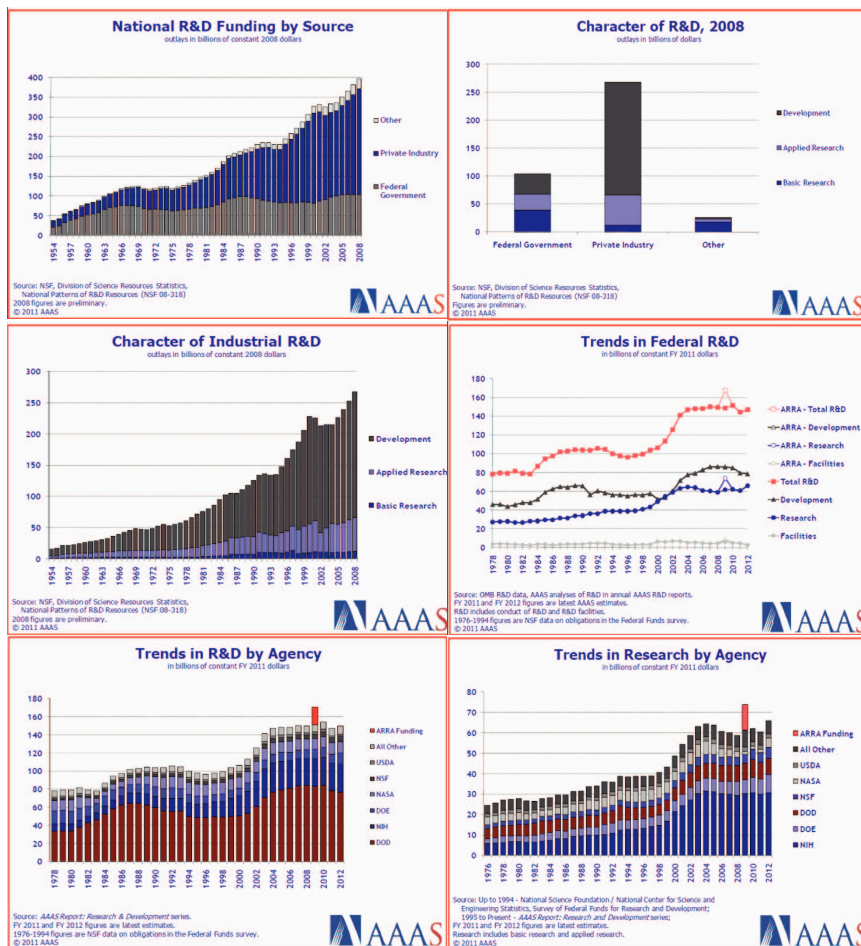 National R&D Funding by Source
outlays in billions of constant 2008 dollars
400
350
300
250
200
150
100
50
0
Other
Private Industry
Federal
Government
1954
1957
1960
1963
1966
1969
1972
1975
1978
1981
1984
1987
1990
1993
1996
1999
2002
2005
2008
Source: NSF, Division of Science Resources Statistics,
National Patterns of R&D Resources (NSF 08-318)
2008 figures are preliminary.
© 2011 AAAS
AAAS
Character of R&D, 2008
outlays in billions of dollars
300
250
200
150
100
50
0
Development
Applied Research
Basic Research
Federal Government
Private Industry
Other
Source: NSF, Division of Science Resources Statistics,
National Patterns of R&D Resources (NSF 08-318)
Figures are preliminary.
© 2011 AAAS
AAAS
Character of Industrial R&D
outlays in billions of constant 2008 dollars
300
250
200
150
100
50
0
Development
Applied Research
Basic Research
1954
1957
1960
1963
1966
1969
1972
1975
1978
1981
1984
1987
1990
1993
1996
1999
2002
2005
2008
Source: NSF, Division of Science Resources Statistics,
National Patterns of R&D Resources (NSF 08-318)
2008 figures are preliminary.
© 2011 AAAS
AAAS
Trends in Federal R&D
in billions of constant FY 2011 dollars
180
160
140
120
100
80
60
40
20
0
ARRA - Total R&D
ARRA - Development
ARRA - Research
ARRA - Facilities
Total R&D
Development
Research
Facilities
1978
1980
1982
1984
1986
1988
1990
1992
1994
1996
1998
2000
2002
2004
2006
2008
2010
2012
Source: OMB R&D data, AAAS analyses of R&D in annual AAAS R&D reports.
FY 2011 and FY 2012 figures are latest AAAS estimates.
R&D includes conduct of R&D and R&D facilities.
1976-1994 figures are NSF data on obligations in the Federal Funds survey.
© 2011 AAAS
AAAS
Trends in R&D by Agency
in billions of constant FY 2011 dollars
180
160
140
120
100
80
60
40
20
0
ARRA Funding
All Other
USDA
NSF
NASA
DOE
NIH
DOD
1978
1980
1982
1984
1986
1988
1990
1992
1994
1996
1998
2000
2002
2004
2006
2008
2010
2012
Source: AAAS Report: Research & Development series.
FY 2011 and FY 2012 figures are latest estimates.
1976-1994 figures are NSF data on obligations in the Federal Funds survey.
© 2011 AAAS
AAAS
Trends in Research by Agency
in billions of constant FY 2011 dollars
80
70
60
50
40
30
20
10
0
ARRA Funding
All Other
USDA
NASA
NSF
DOD
DOE
NIH
1976
1978
1980
1982
1984
1986
1988
1990
1992
1994
1996
1998
2000
2002
2004
2006
2008
2010
2012
Source: Up to 1994 - National Science Foundation / National Center for Science and
Engineering Statistics, Survey of Federal Funds for Research and Development;
1995 to Present - AAAS Report: Research and Development series;
FY 2011 and FY 2012 figures are latest estimates.
Research includes basic research and applied research.
© 2011 AAAS
AAAS